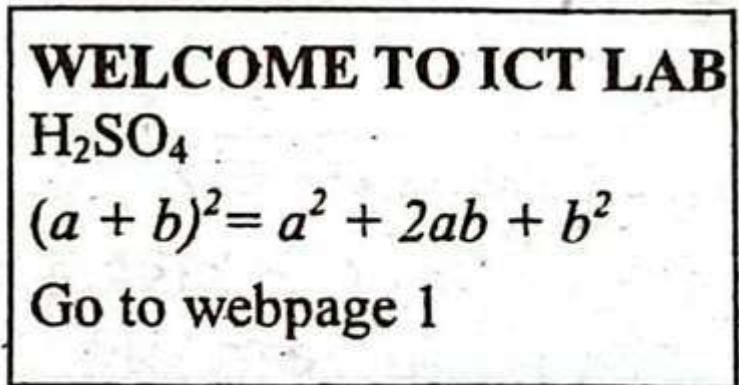 WELCOME TO ICT LAB
H₂SO₄
(a + b)²= a² + 2ab + b²
Go to webpage 1